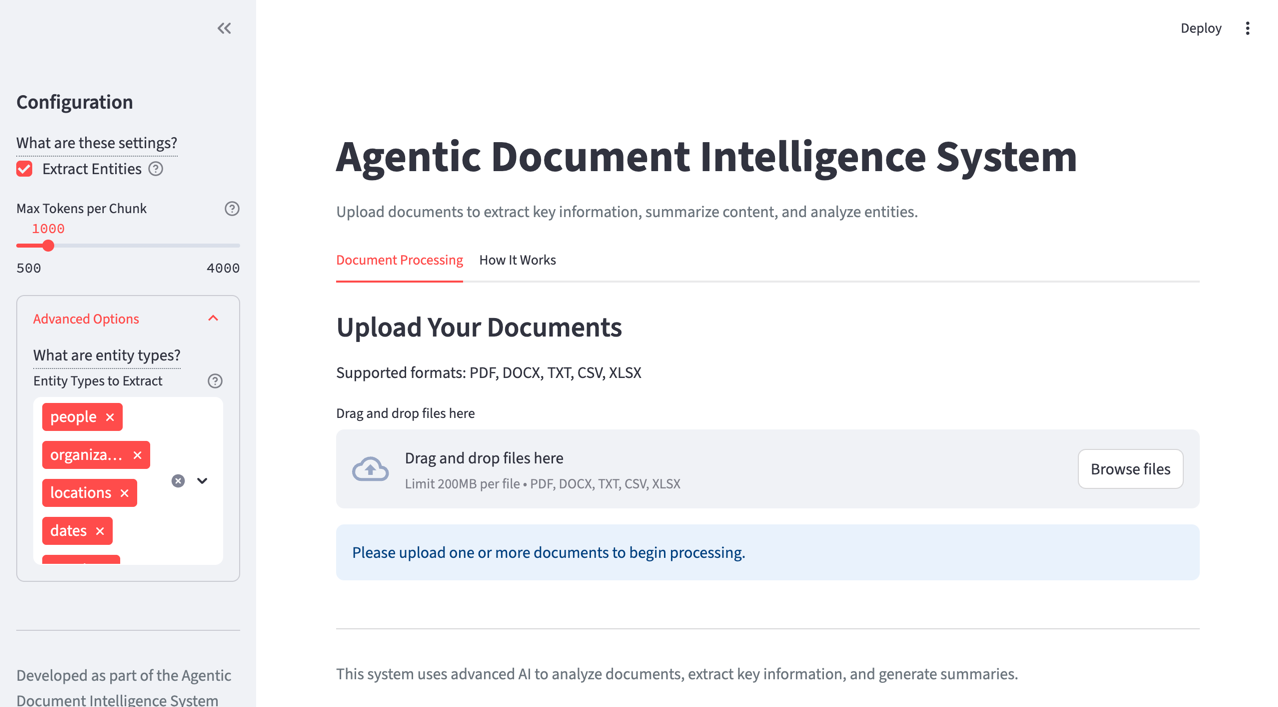 Deploy
Configuration
What are these settings?
Extract Entities
Max Tokens per Chunk
1000
500 4000
Advanced Options
What are entity types?
Entity Types to Extract
people
organiza...
locations
dates
Developed as part of the Agentic
Document Intelligence System
Agentic Document Intelligence System
Upload documents to extract key information, summarize content, and analyze entities.
Document Processing How It Works
Upload Your Documents
Supported formats: PDF, DOCX, TXT, CSV, XLSX
Drag and drop files here
Drag and drop files here
Limit 200MB per file • PDF, DOCX, TXT, CSV, XLSX
Browse files
Please upload one or more documents to begin processing.
This system uses advanced AI to analyze documents, extract key information, and generate summaries.